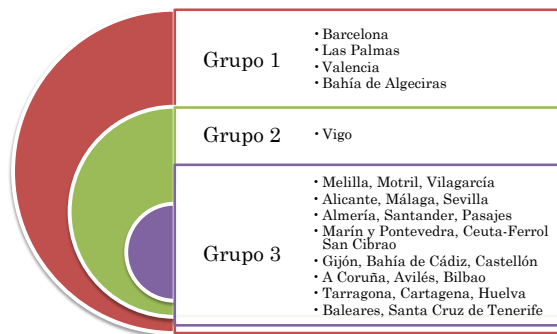 Grupo 1
• Barcelona
• Las Palmas
• Valencia
• Bahía de Algeciras
Grupo 2
• Vigo
Grupo 3
• Melilla, Motril, Vilagarcía
• Alicante, Málaga, Sevilla
• Almería, Santander, Pasajes
• Marín y Pontevedra, Ceuta-Ferrol
San Cibrao
• Gijón, Bahía de Cádiz, Castellón
• A Coruña, Avilés, Bilbao
• Tarragona, Cartagena, Huelva
• Baleares, Santa Cruz de Tenerife